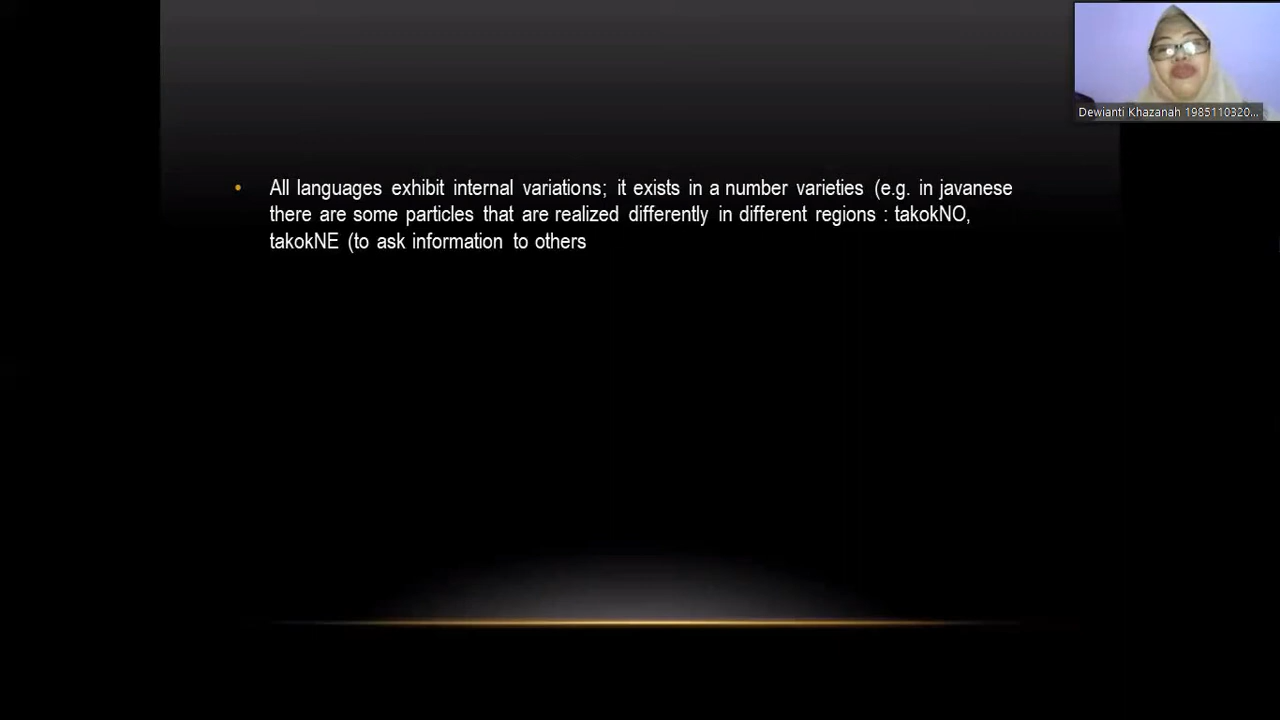 Dewianti Khazanah 1985110320...
• All languages exhibit internal variations; it exists in a number varieties (e.g. in javanese
there are some particles that are realized differently in different regions : takokNO,
takokNE (to ask information to others